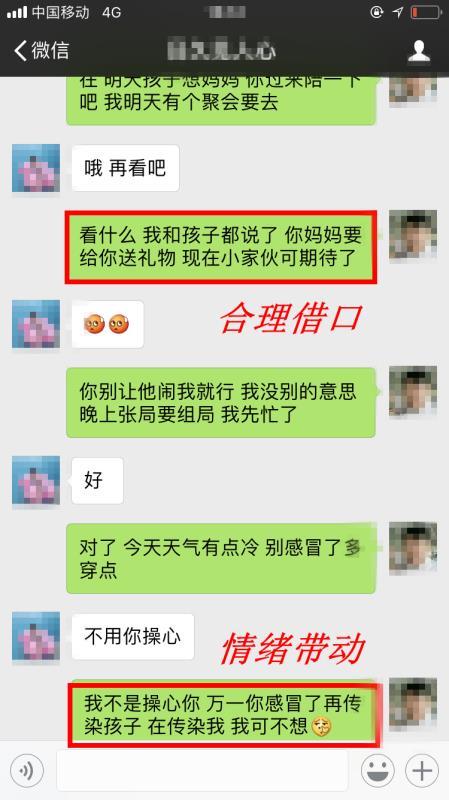 中国移动 4G
微信
在 明天孩子想妈妈 你过来陪一下
吧 我明天有个聚会要去
哦 再看吧
看什么 我和孩子都说了 你妈妈要
给你送礼物 现在小家伙可期待了
合理借口
你别让他闹我就行 我没别的意思
晚上张局要组局 我先忙了
好
对了 今天天气有点冷 别感冒了多
穿点
不用你操心
情绪带动
我不是操心你 万一你感冒了再传
染孩子 在传染我 我可不想